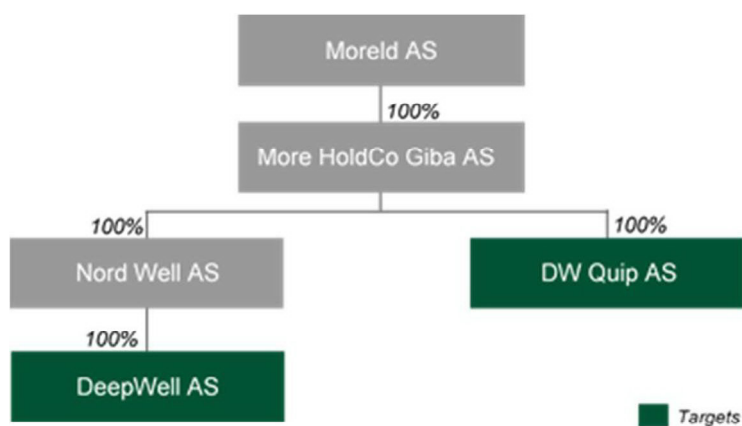 Moreld AS
100%
More HoldCo Giba AS
100%
100%
Nord Well AS
DW Quip AS
100%
DeepWell AS
Targets